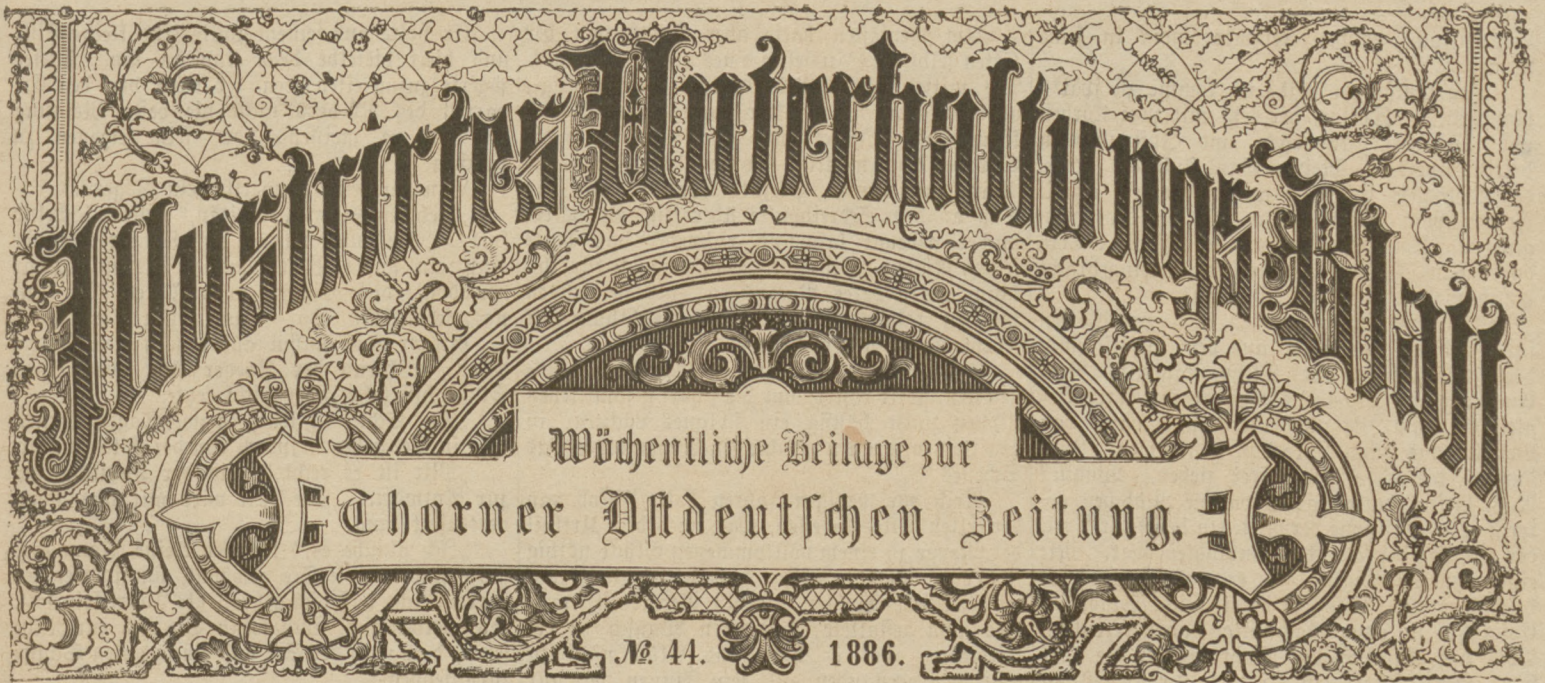 Illustrirtes Unterhaltungs-Blatt
Wöchentliche Beilage zur
Thorner Ostdeutschen Zeitung.
№ 44. 1886.